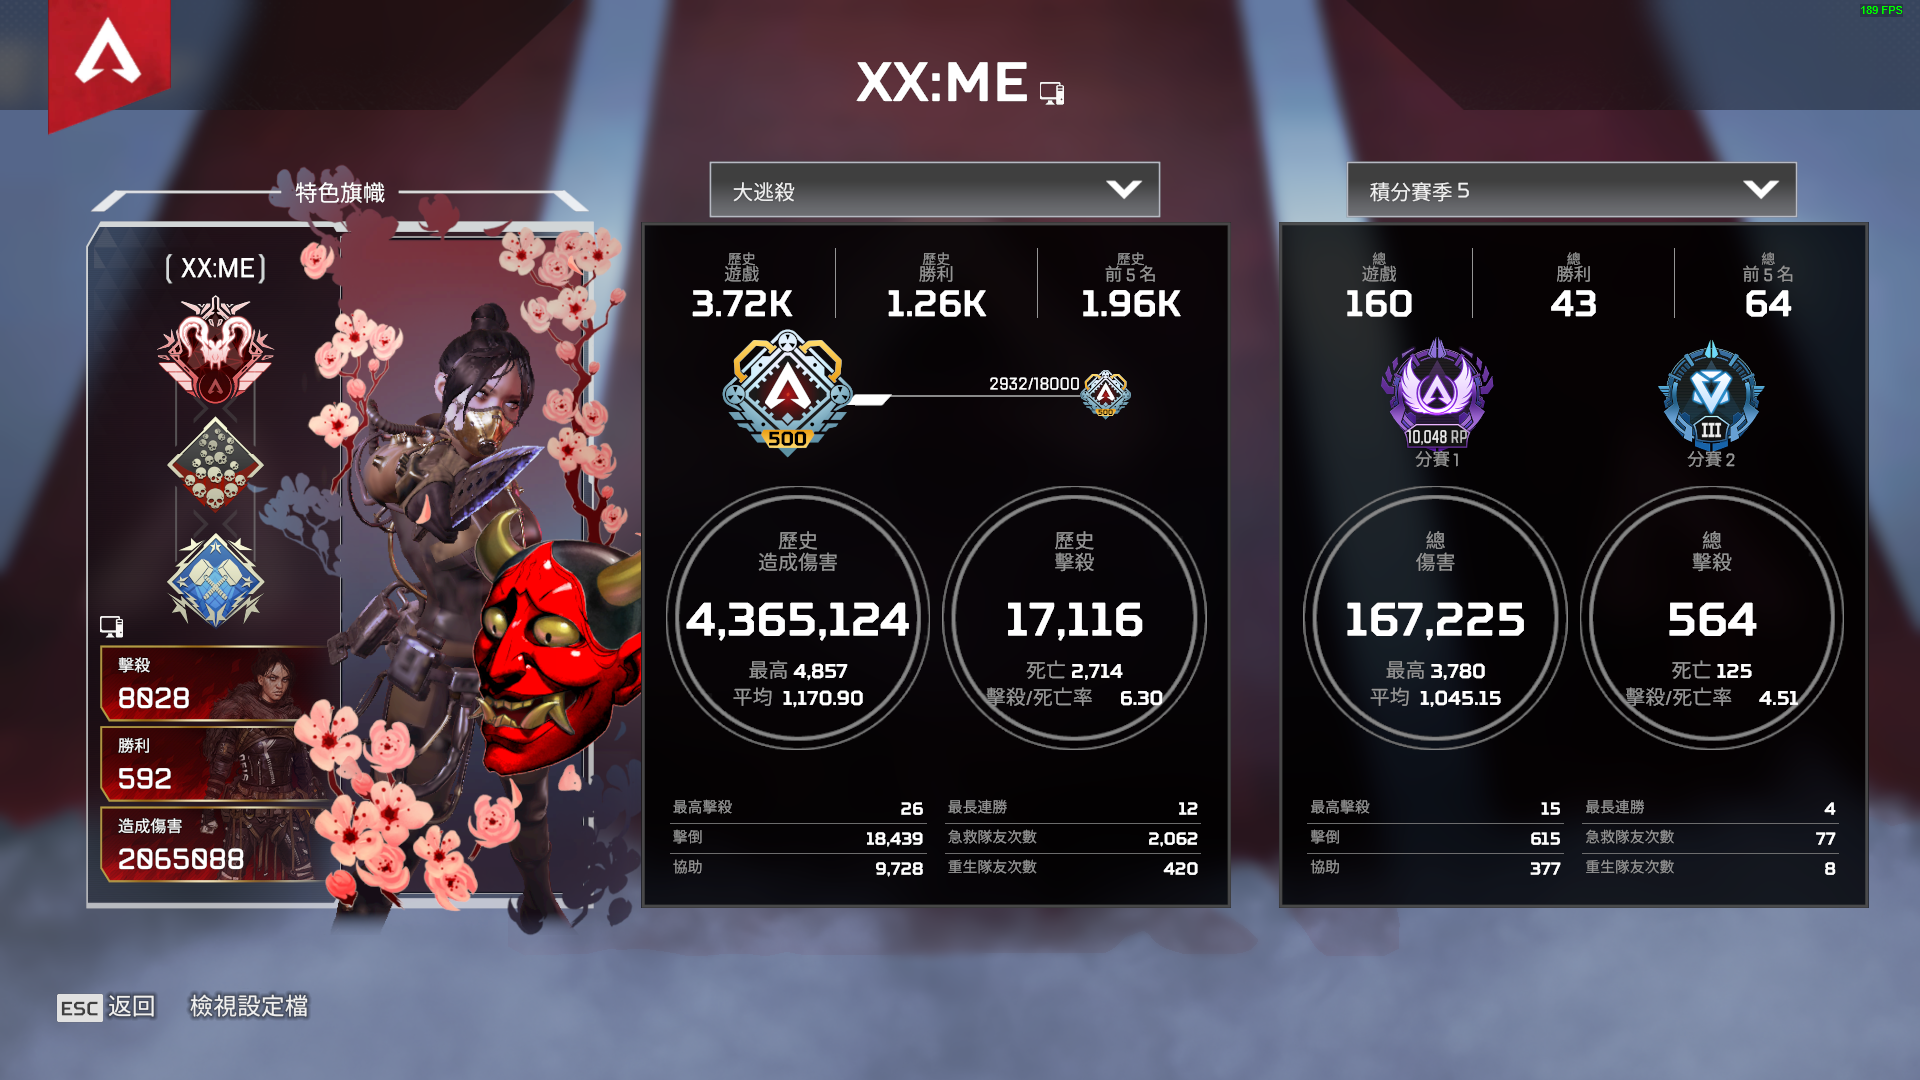 189 FPS
XX:ME
特色旗幟
[ XX:ME ]
擊殺
8028
勝利
592
造成傷害
2065088
大逃殺
歷史
遊戲
3.72K
歷史
勝利
1.26K
歷史
前 5 名
1.96K
500
2932/18000
500
歷史
造成傷害
4,365,124
最高 4,857
平均 1,170.90
歷史
擊殺
17,116
死亡 2,714
擊殺/死亡率 6.30
最高擊殺 26
擊倒 18,439
協助 9,728
最長連勝 12
急救隊友次數 2,062
重生隊友次數 420
積分賽季 5
總
遊戲
160
總
勝利
43
總
前 5 名
64
10,048 RP
分賽 1
III
分賽 2
總
傷害
167,225
最高 3,780
平均 1,045.15
總
擊殺
564
死亡 125
擊殺/死亡率 4.51
最高擊殺 15
擊倒 615
協助 377
最長連勝 4
急救隊友次數 77
重生隊友次數 8
ESC 返回 檢視設定檔